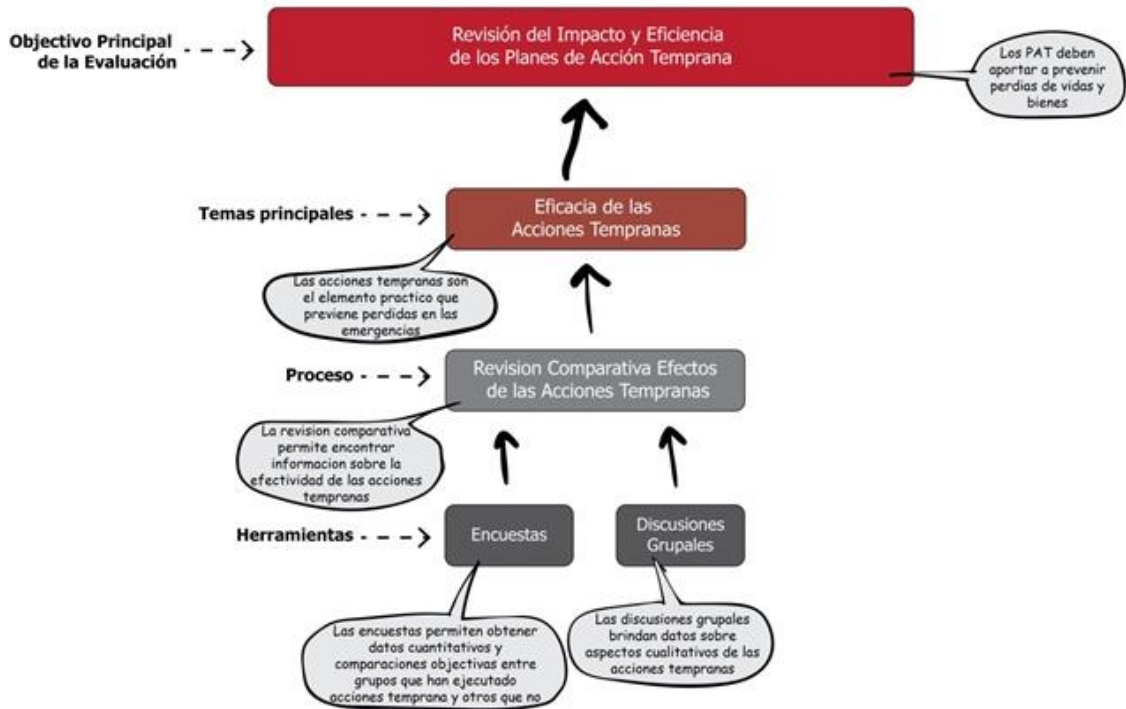 Objectivo Principal
de la Evaluación
Revisión del Impacto y Eficiencia
de los Planes de Acción Temprana
Los PAT deben
aportar a prevenir
perdias de vidas y
bienes
Temas principales
Eficacia de las
Acciones Tempranas
Las acciones tempranas son
el elemento practico que
previene perdidas en las
emergencias
Proceso
Revision Comparativa Efectos
de las Acciones Tempranas
La revision comparativa
permite encontrar
informacion sobre la
efectividad de las acciones
tempranas
Herramientas
Encuestas
Discusiones
Grupales
Las encuestas permiten obtener
datos cuantitativos y
comparaciones objetivas entre
grupos que han ejecutado
acciones temprana y otros que no
Las discusiones grupales
brindan datos sobre
aspectos cualitativos de las
acciones tempranas